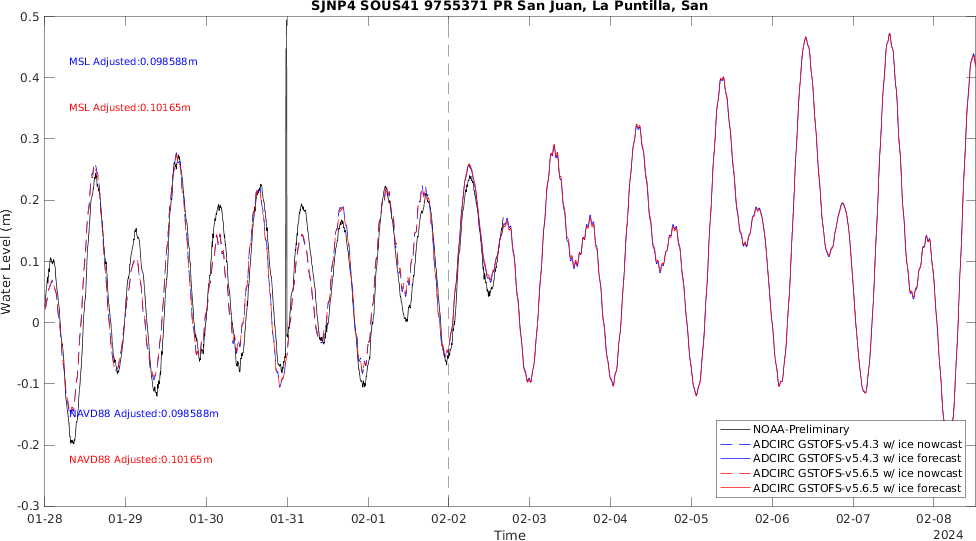 SJNP4 SOUS41 9755371 PR San Juan, La Puntilla, San
0.5
0.4
0.3
0.2
0.1
0
-0.1
-0.2
-0.3
Water Level (m)
MSL Adjusted:0.098588m
MSL Adjusted:0.10165m
NAVD88 Adjusted:0.098588m
NAVD88 Adjusted:0.10165m
NOAA-Preliminary
ADCIRC GSTOFS-v5.4.3 w/ ice nowcast
ADCIRC GSTOFS-v5.4.3 w/ ice forecast
ADCIRC GSTOFS-v5.6.5 w/ ice nowcast
ADCIRC GSTOFS-v5.6.5 w/ ice forecast
01-28 01-29 01-30 01-31 02-01 02-02 02-03 02-04 02-05 02-06 02-07 02-08
Time
2024